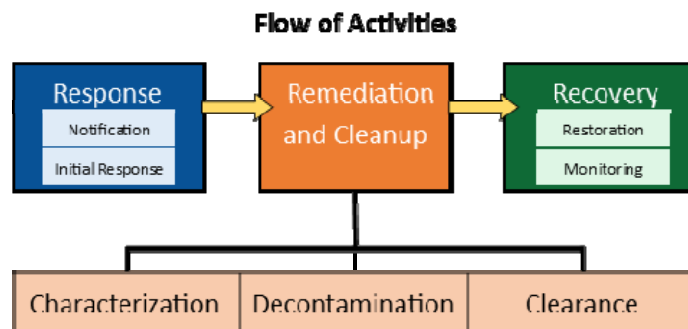 Flow of Activities
Response
Notification
Initial Response
Remediation
and Cleanup
Recovery
Restoration
Monitoring
Characterization
Decontamination
Clearance